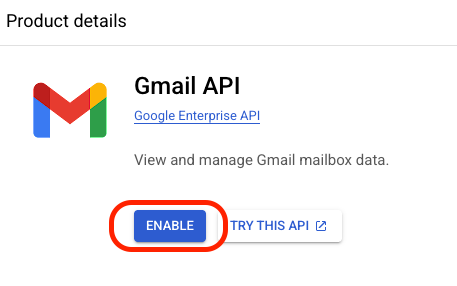 Product details
Gmail API
Google Enterprise API
View and manage Gmail mailbox data.
ENABLE TRY THIS API